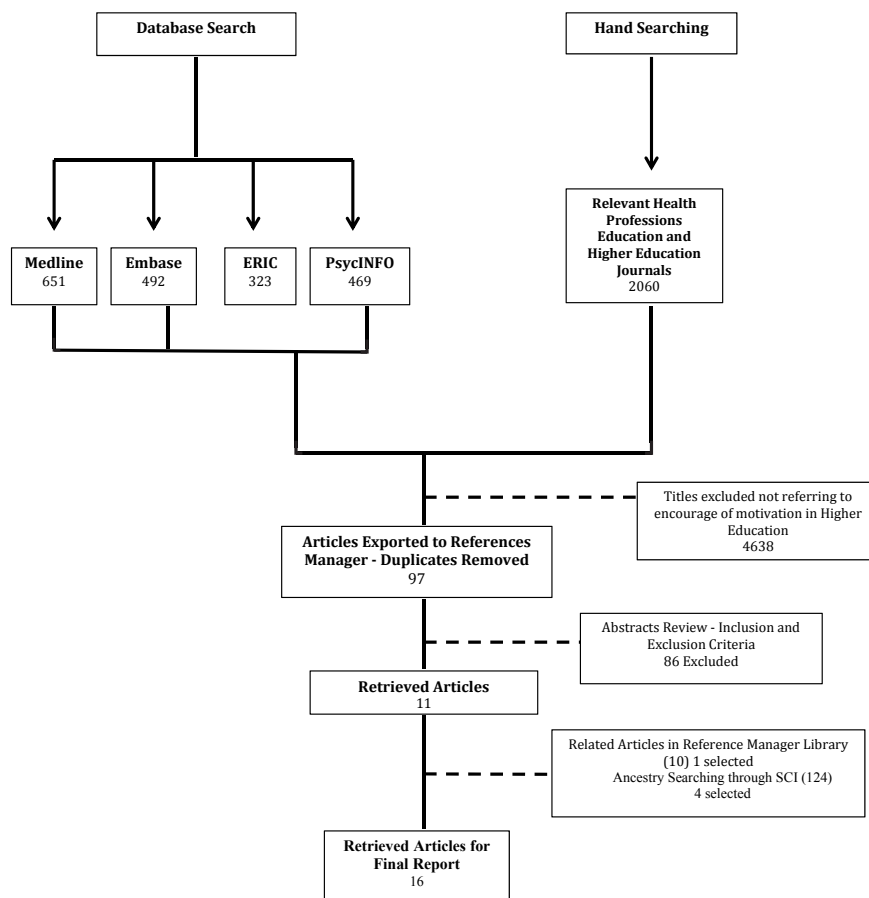 Database Search
Hand Searching
Relevant Health
Professions
Education and
Higher Education
Journals
2060
Medline
651
Embase
492
ERIC
323
PsycINFO
469
Titles excluded not referring to
encourage of motivation in Higher
Education
4638
Articles Exported to References
Manager - Duplicates Removed
97
Abstracts Review - Inclusion and
Exclusion Criteria
86 Excluded
Retrieved Articles
11
Related Articles in Reference Manager Library
(10) 1 selected
Ancestry Searching through SCI (124)
4 selected
Retrieved Articles for
Final Report
16